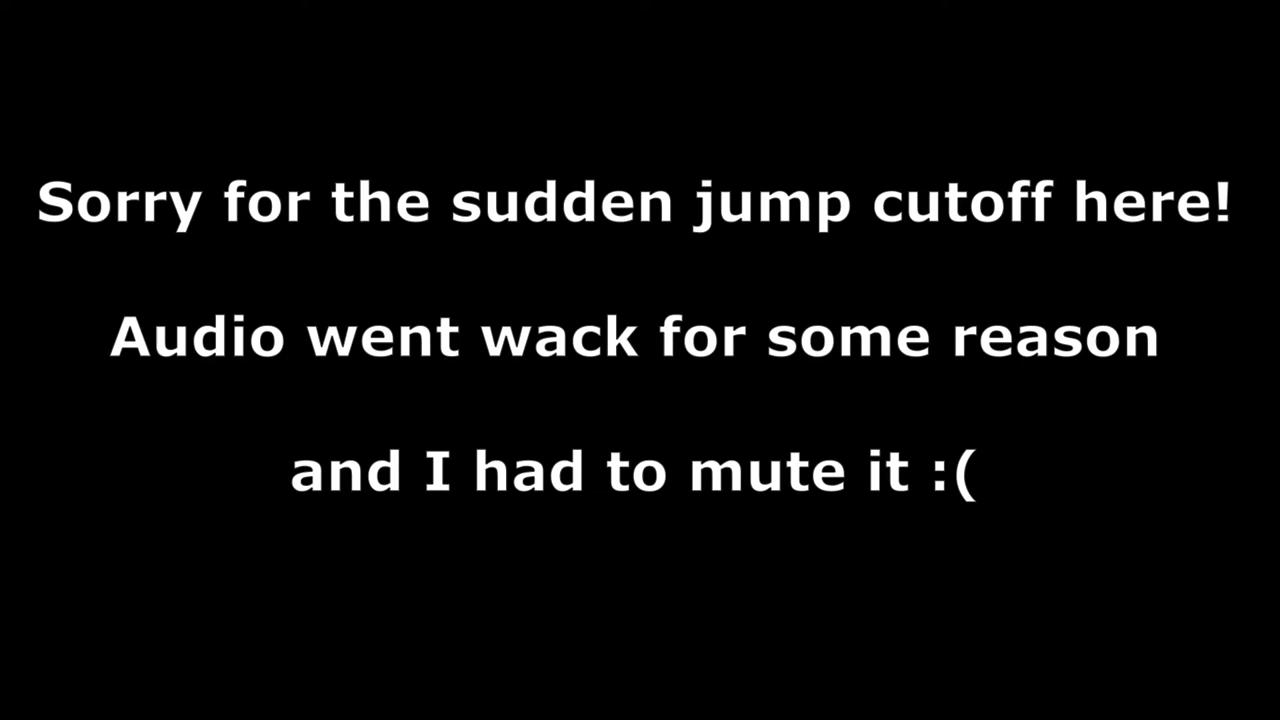 Sorry for the sudden jump cutoff here!
Audio went wack for some reason
and I had to mute it :(